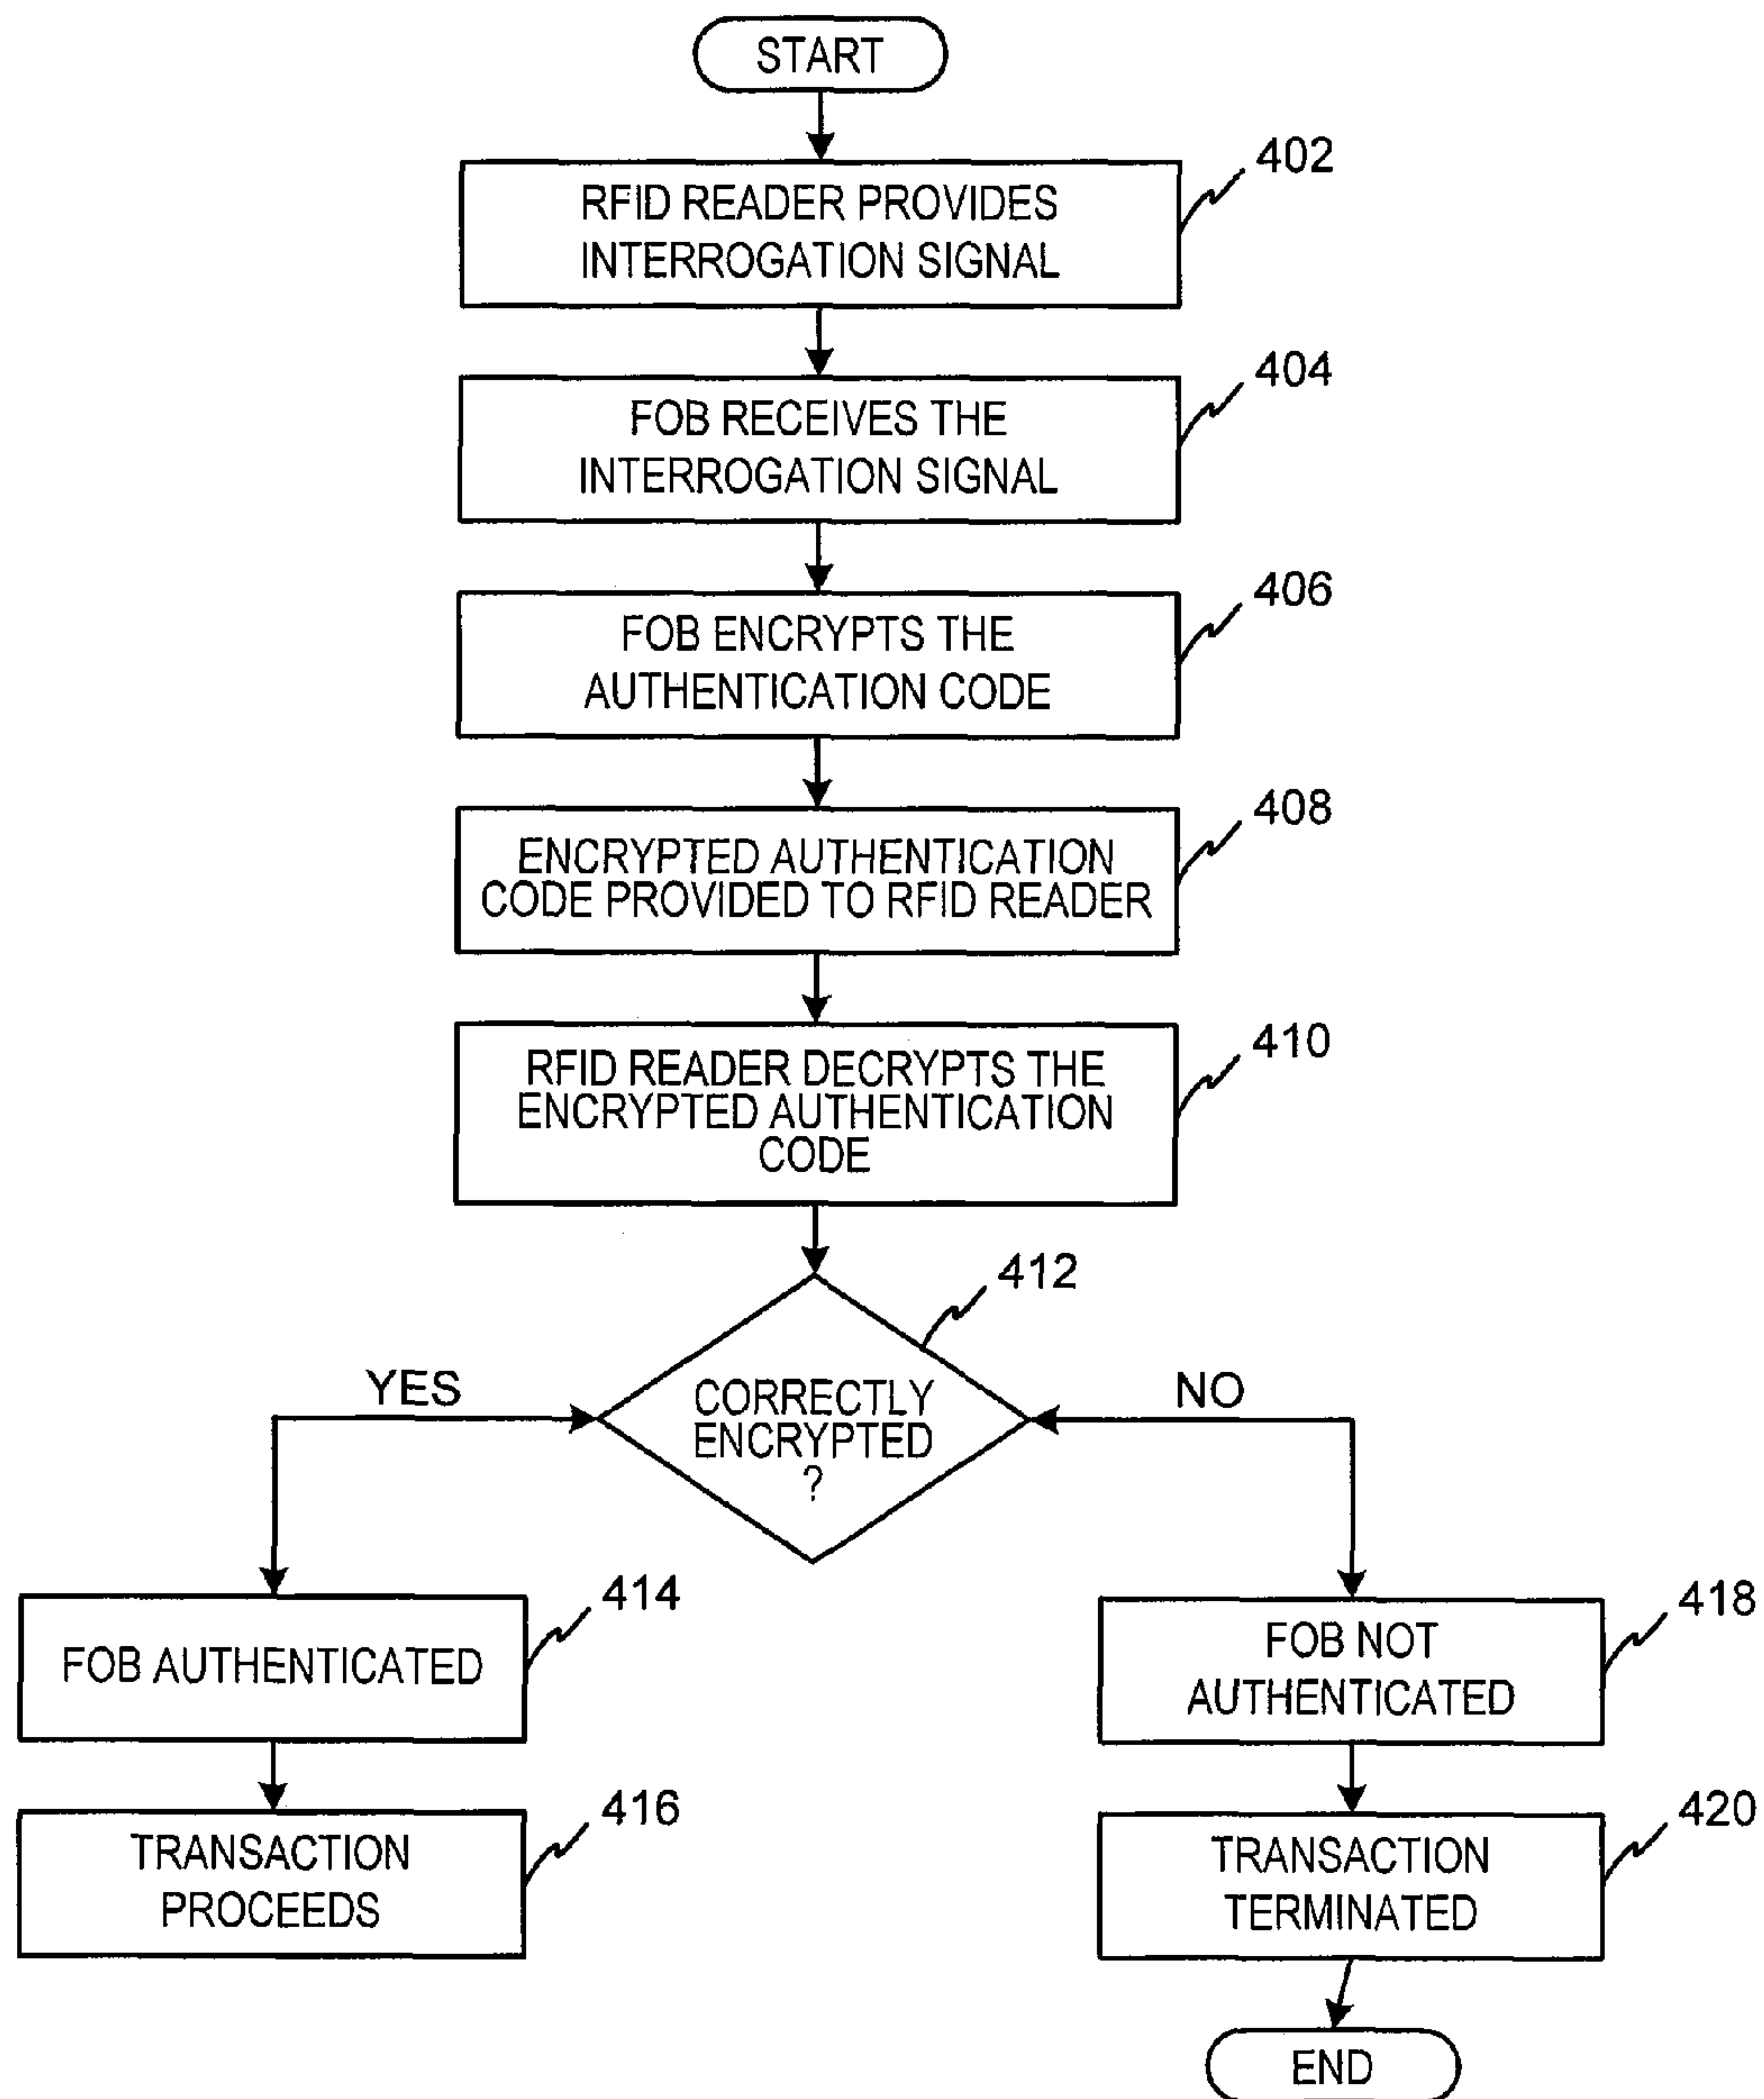 START
402
RFID READER PROVIDES
INTERROGATION SIGNAL
404
FOB RECEIVES THE
INTERROGATION SIGNAL
406
FOB ENCRYPTS THE
AUTHENTICATION CODE
408
ENCRYPTED AUTHENTICATION
CODE PROVIDED TO RFID READER
410
RFID READER DECRYPTS THE
ENCRYPTED AUTHENTICATION
CODE
412
CORRECTLY
ENCRYPTED
?
YES
NO
414
FOB AUTHENTICATED
416
TRANSACTION
PROCEEDS
418
FOB NOT
AUTHENTICATED
420
TRANSACTION
TERMINATED
END